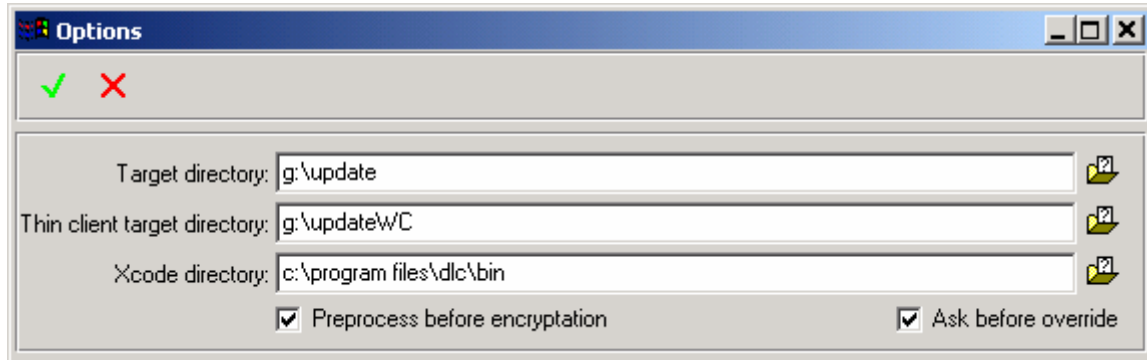 Options
Target directory: g:\update
Thin client target directory: g:\updateWC
Xcode directory: c:\program files\dlc\bin
Preprocess before encryptation Ask before override